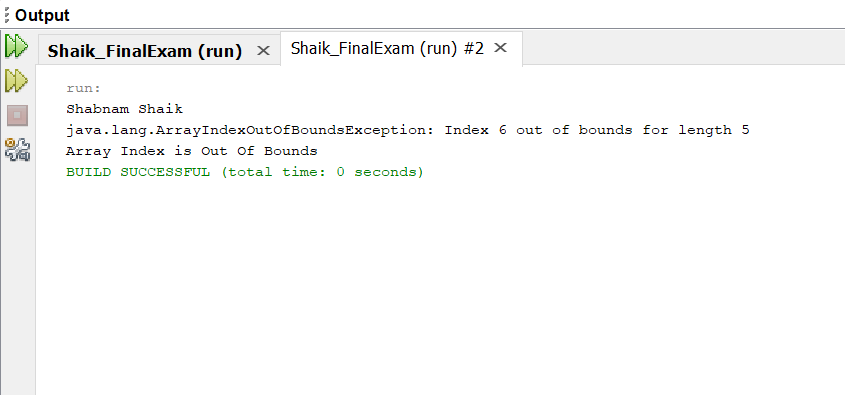 Output
Shaik_FinalExam (run) × Shaik_FinalExam (run) #2 ×
run:
Shabnam Shaik
java.lang.ArrayIndexOutOfBoundsException: Index 6 out of bounds for length 5
Array Index is Out Of Bounds
BUILD SUCCESSFUL (total time: 0 seconds)